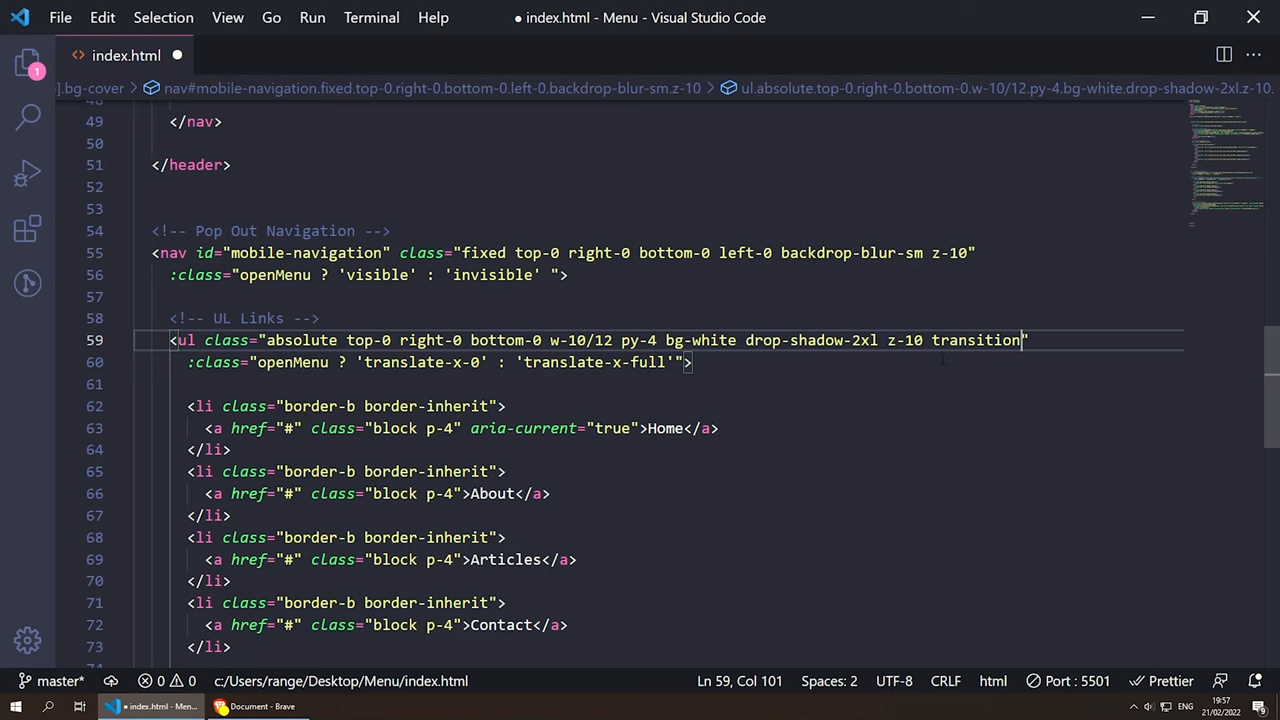 File Edit Selection View Go Run Terminal Help ● index.html - Menu - Visual Studio Code
<> index.html ●
].bg-cover > nav#mobile-navigation.fixed.top-0.right-0.bottom-0.left-0.backdrop-blur-sm.z-10 > ul.absolute.top-0.right-0.bottom-0.w-10/12.py-4.bg-white.drop-shadow-2xl.z-10.
1
48
49 </nav>
50
51 </header>
52
53
54 <!-- Pop Out Navigation -->
55 <nav id="mobile-navigation" class="fixed top-0 right-0 bottom-0 left-0 backdrop-blur-sm z-10"
56 :class="openMenu ? 'visible' : 'invisible' ">
57
58 <!-- UL Links -->
59 <ul class="absolute top-0 right-0 bottom-0 w-10/12 py-4 bg-white drop-shadow-2xl z-10 transition"
60 :class="openMenu ? 'translate-x-0' : 'translate-x-full'">
61
62 <li class="border-b border-inherit">
63 <a href="#" class="block p-4" aria-current="true">Home</a>
64 </li>
65 <li class="border-b border-inherit">
66 <a href="#" class="block p-4">About</a>
67 </li>
68 <li class="border-b border-inherit">
69 <a href="#" class="block p-4">Articles</a>
70 </li>
71 <li class="border-b border-inherit">
72 <a href="#" class="block p-4">Contact</a>
73 </li>
74
master* 0 0 c:/Users/range/Desktop/Menu/index.html Ln 59, Col 101 Spaces: 2 UTF-8 CRLF html Port : 5501 Prettier
● index.html - Men... Document - Brave 19:57
21/02/2022 9